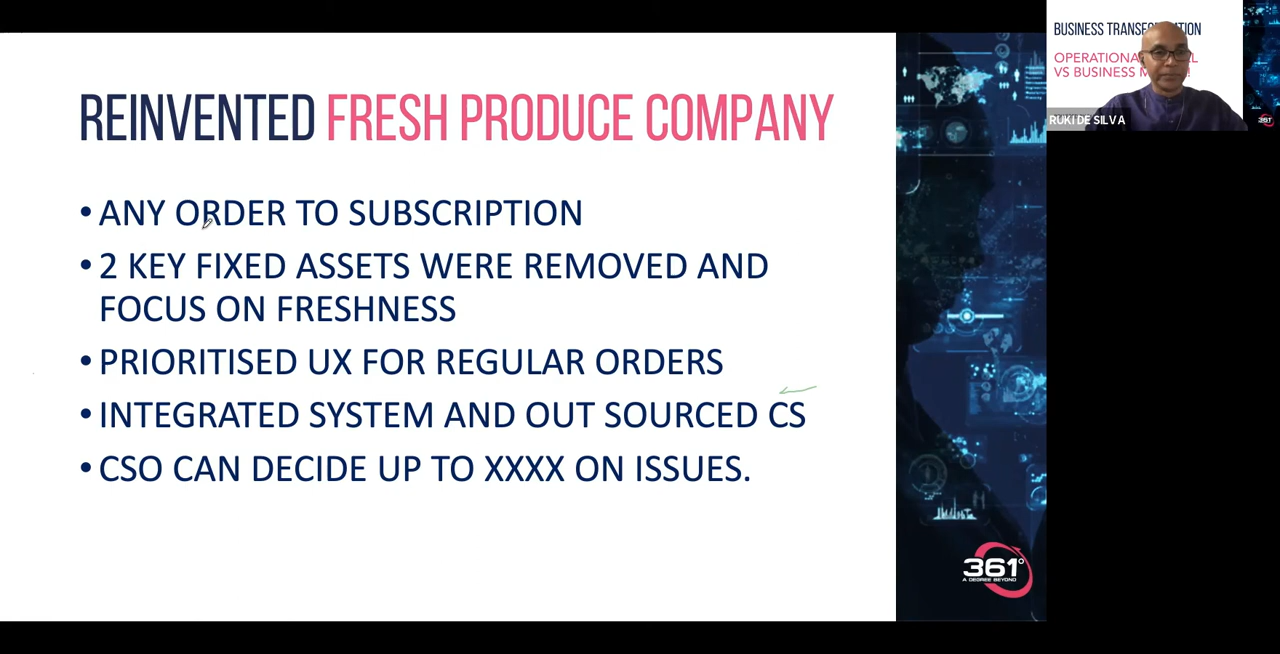 REINVENTED FRESH PRODUCE COMPANY
• ANY ORDER TO SUBSCRIPTION
• 2 KEY FIXED ASSETS WERE REMOVED AND
FOCUS ON FRESHNESS
• PRIORITISED UX FOR REGULAR ORDERS
• INTEGRATED SYSTEM AND OUT SOURCED CS
• CSO CAN DECIDE UP TO XXXX ON ISSUES.
361°
A DEGREE BEYOND
BUSINESS
OPERATIONAL
VS BUSINESS
RUKI DE SILVA
361